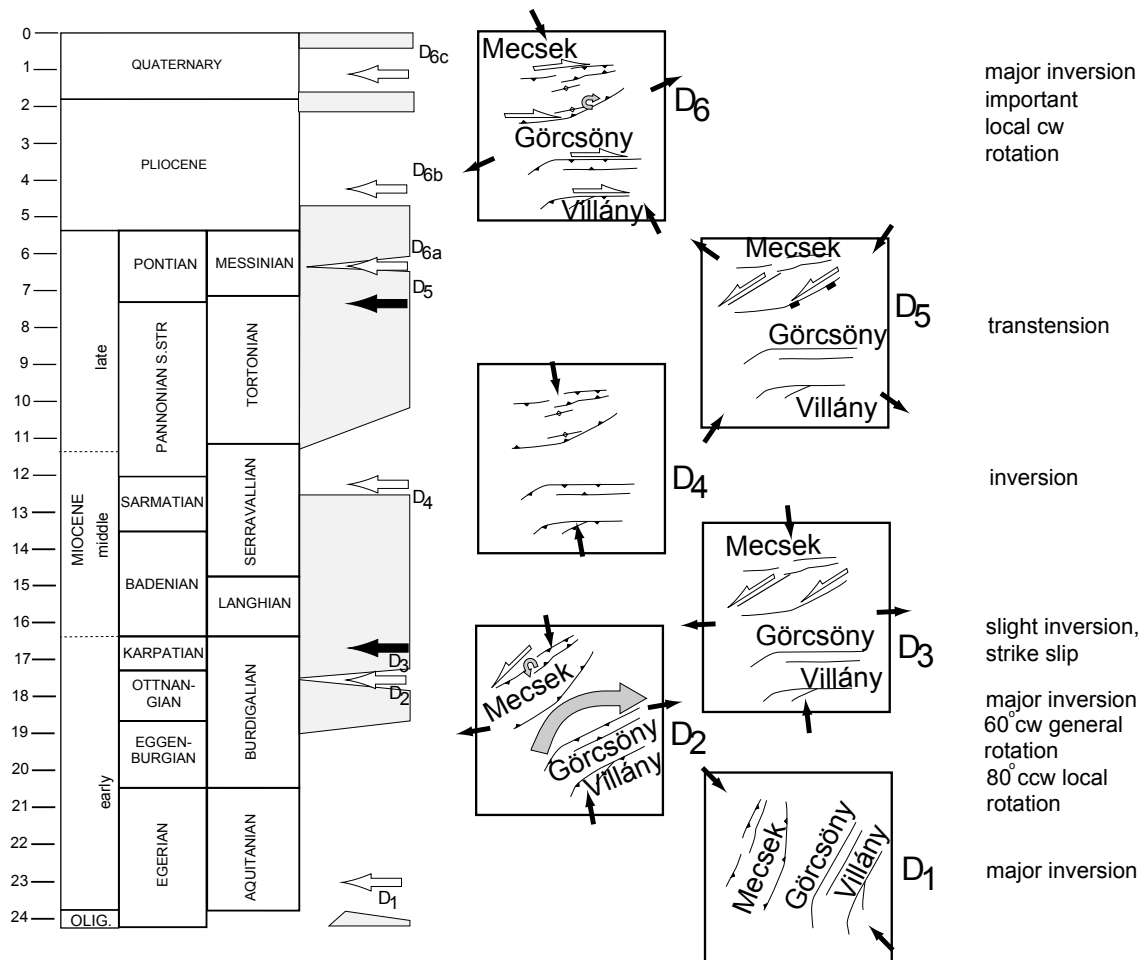 0
1
2
3
4
5
6
7
8
9
10
11
12
13
14
15
16
17
18
19
20
21
22
23
24
QUATERNARY
PLIOCENE
MIOCENE
late
middle
early
OLIG.
PONTIAN
PANNONIAN S.STR
SARMATIAN
BADENIAN
KARPATIAN
OTTNAN-
GIAN
EGGEN-
BURGIAN
EGERIAN
MESSINIAN
TORTONIAN
SERRAVALLIAN
LANGHIAN
BURDIGALIAN
AQUITANIAN
D6c
D6b
D6a
D5
D4
D3
D2
D1
Mecsek
Görcsöny
Villány
D6
major inversion
important
local cw
rotation
Mecsek
Görcsöny
Villány
D5
transtension
D4
inversion
Mecsek
Görcsöny
Villány
D3
slight inversion,
strike slip
Mecsek
Görcsöny
Villány
D2
major inversion
60°cw general
rotation
80°ccw local
rotation
Mecsek
Görcsöny
Villány
D1
major inversion